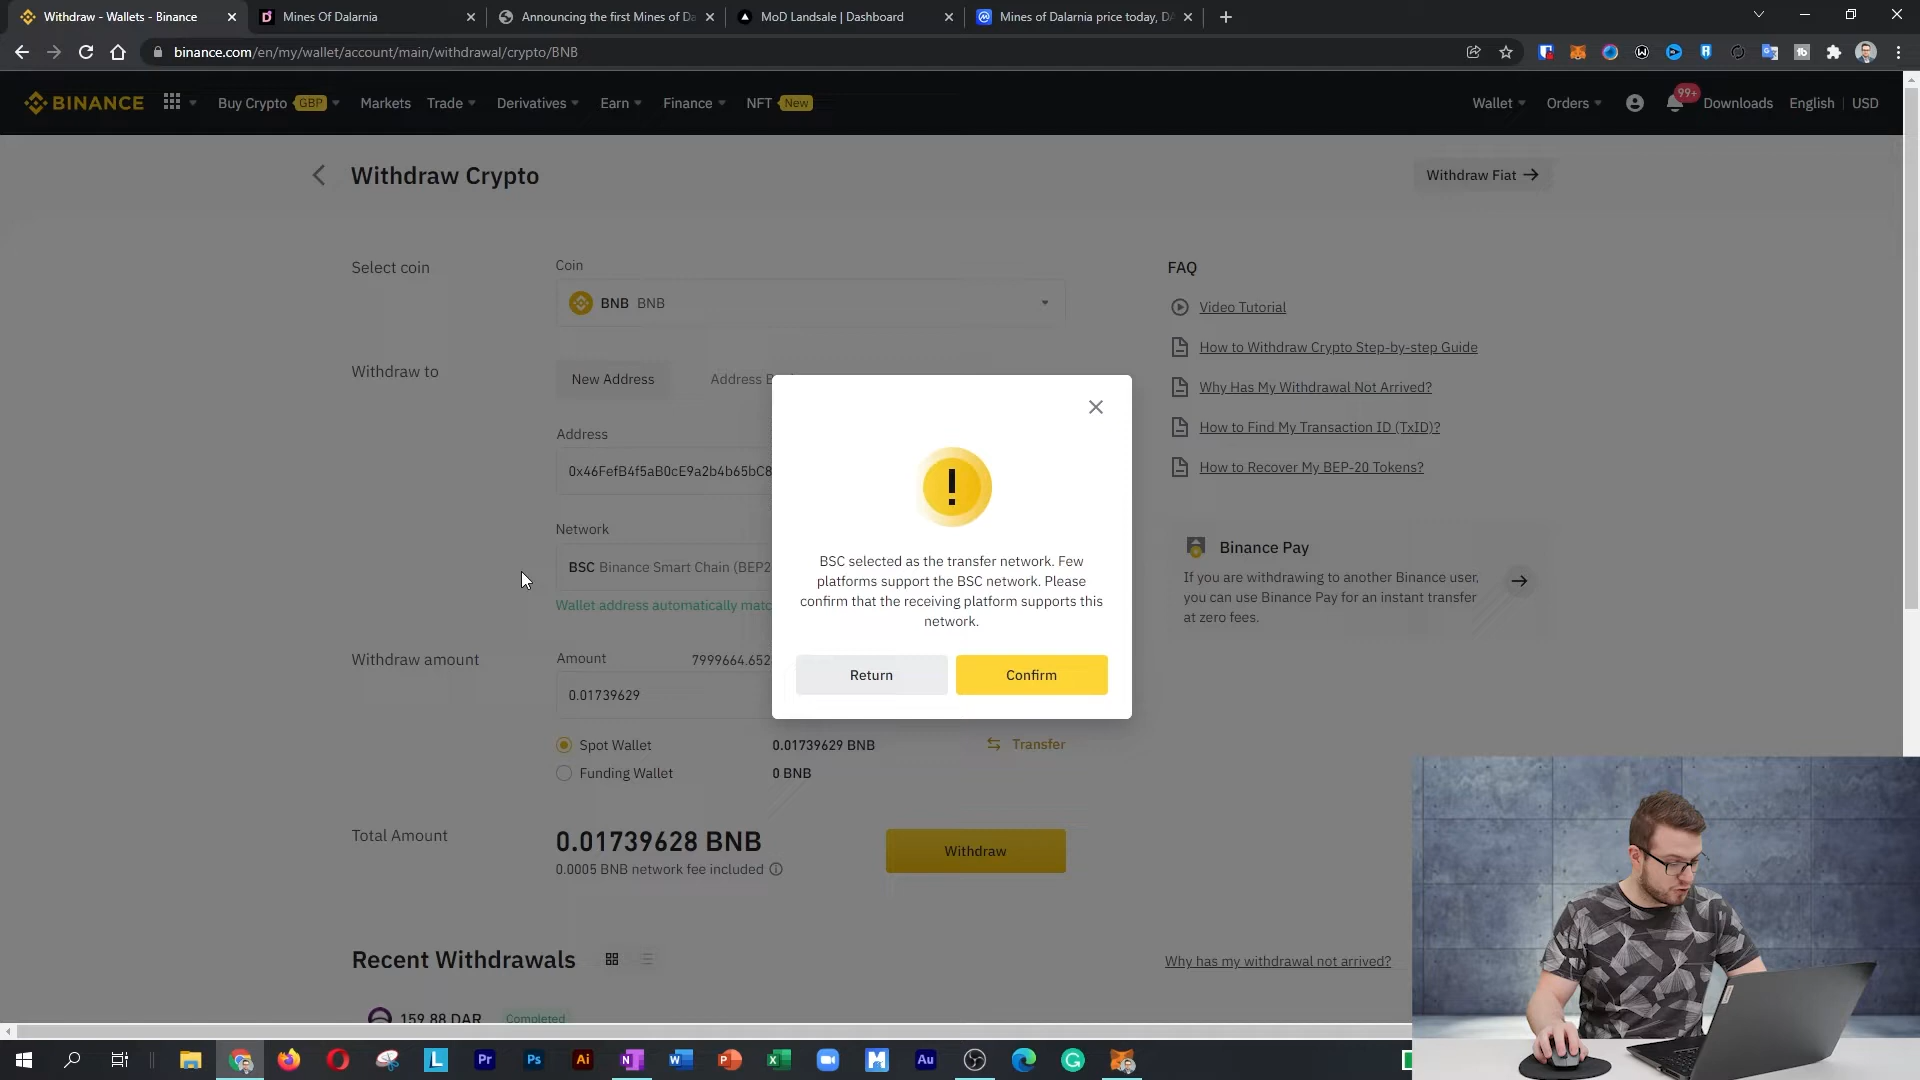 Withdraw - Wallets - Binance
Mines Of Dalarnia
Announcing the first Mines of Da
MoD Landsale | Dashboard
Mines of Dalarnia price today, DA
binance.com/en/my/wallet/account/main/withdrawal/crypto/BNB
BINANCE
Buy Crypto GBP
Markets
Trade
Derivatives
Earn
Finance
NFT New
Wallet
Orders
99+
Downloads
English
USD
Withdraw Crypto
Withdraw Fiat
Select coin
Coin
BNB BNB
FAQ
Video Tutorial
How to Withdraw Crypto Step-by-step Guide
Why Has My Withdrawal Not Arrived?
How to Find My Transaction ID (TxID)?
How to Recover My BEP-20 Tokens?
Withdraw to
New Address
Address B
Address
0x46FefB4f5aB0cE9a2b4b65bC8
Network
BSC Binance Smart Chain (BEP2
Wallet address automatically matc
!
BSC selected as the transfer network. Few
platforms support the BSC network. Please
confirm that the receiving platform supports this
network.
Return
Confirm
Binance Pay
If you are withdrawing to another Binance user,
you can use Binance Pay for an instant transfer
at zero fees.
Withdraw amount
Amount
7999664.652
0.01739629
Spot Wallet
0.01739629 BNB
Transfer
Funding Wallet
0 BNB
Total Amount
0.01739628 BNB
0.0005 BNB network fee included
Withdraw
Recent Withdrawals
Why has my withdrawal not arrived?
159.88 DAR
Completed
L
Pr
Ps
Ai
N
W
P
X
M
Au
G